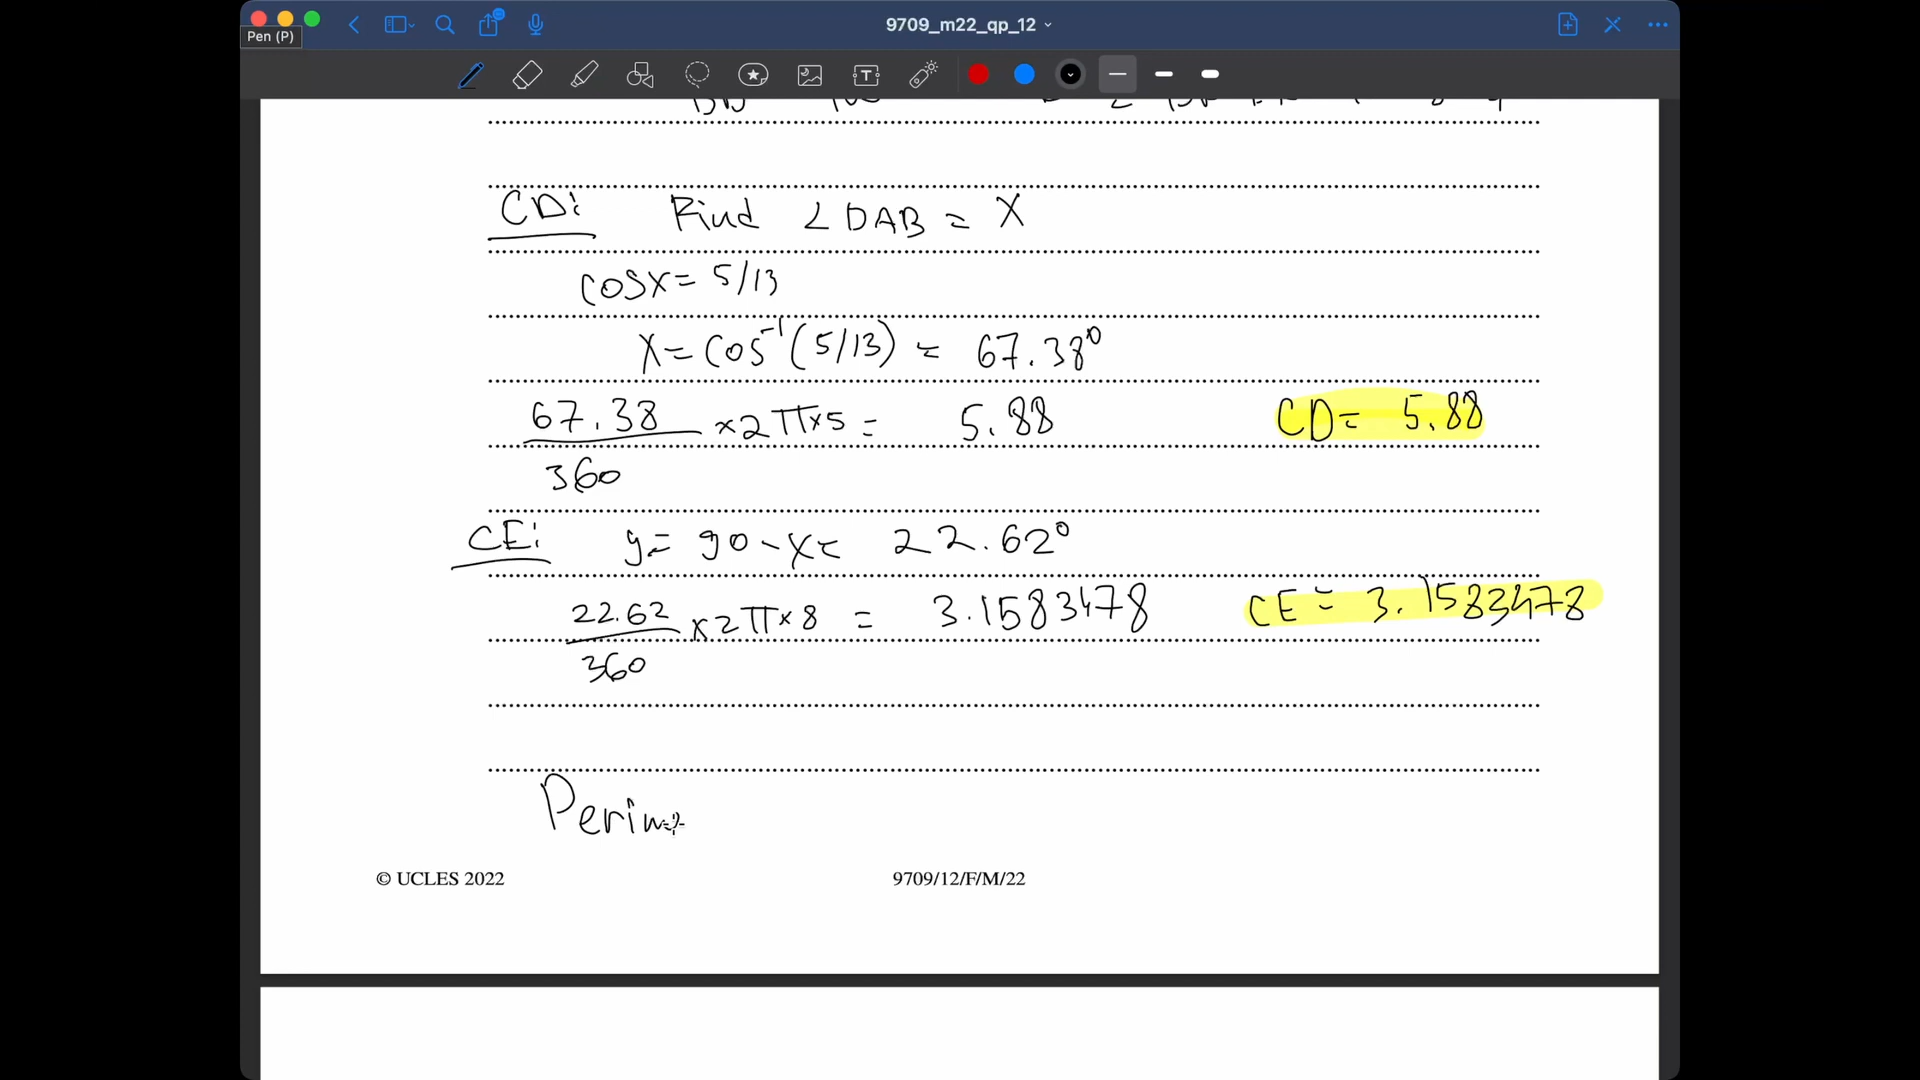 9709_m22_qp_12
Pen (P)
CD: Find ∠DAB = X
cosx = 5/13
X = cos⁻¹(5/13) = 67.38°
67.38/360 × 2π×5 = 5.88 CD = 5.88
CE: y = 90 - x = 22.62°
22.62/360 × 2π × 8 = 3.1583478 CE = 3.1583478
Perim
© UCLES 2022 9709/12/F/M/22